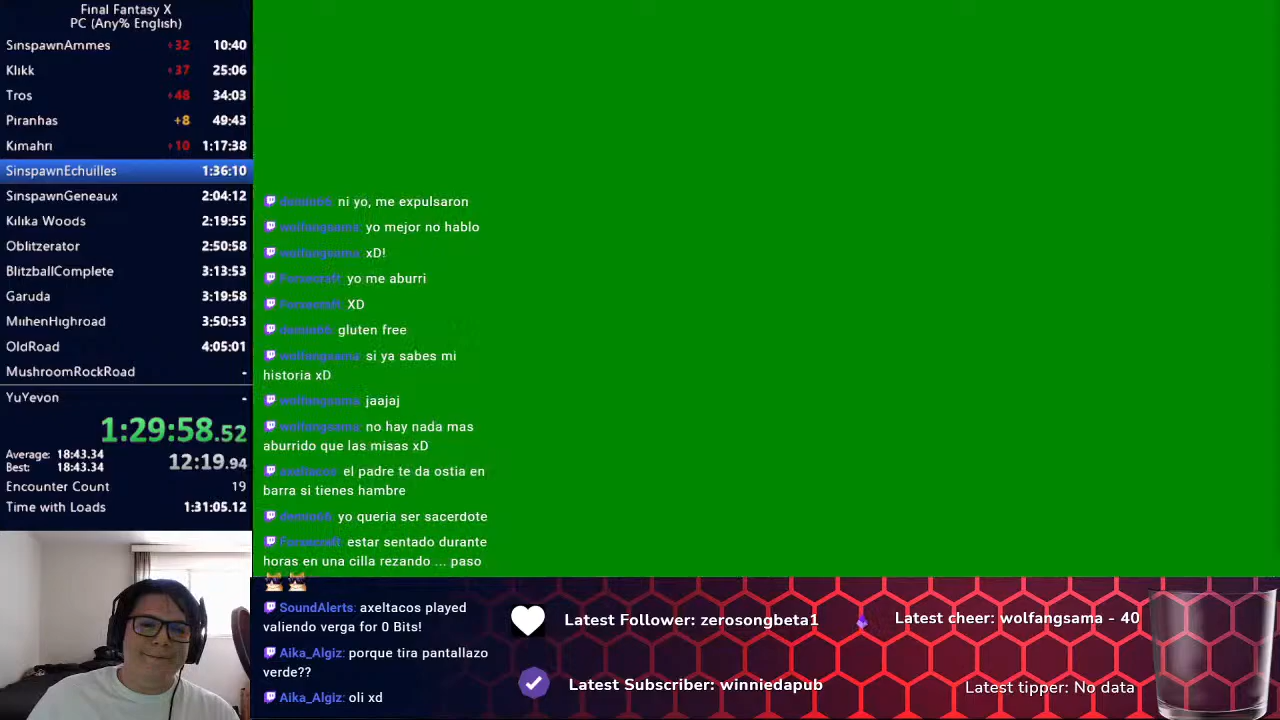 Final Fantasy X
PC (Any% English)
SinspawnAmmes +32 10:40
Klikk +37 25:06
Tros +48 34:03
Piranhas +8 49:43
Kimahri +10 1:17:38
SinspawnEchuilles 1:36:10
SinspawnGeneaux 2:04:12
Kilika Woods 2:19:55
Oblitzerator 2:50:58
BlitzballComplete 3:13:53
Garuda 3:19:58
MiihenHighroad 3:50:53
OldRoad 4:05:01
MushroomRockRoad -
YuYevon -
1:29:58.52
Average: 18:43.34
Best: 18:43.34
12:19.94
Encounter Count 19
Time with Loads 1:31:05.12
ni yo, me expulsaron
wolfangsama: yo mejor no hablo
wolfangsama: xD!
yo me aburri
XD
gluten free
wolfangsama: si ya sabes mi
historia xD
wolfangsama: jaajaj
wolfangsama: no hay nada mas
aburrido que las misas xD
axeltacos: el padre te da ostia en
barra si tienes hambre
yo queria ser sacerdote
estar sentado durante
horas en una cilla rezando ... paso
SoundAlerts: axeltacos played
valiendo verga for 0 Bits!
Aika_Algiz: porque tira pantallazo
verde??
Aika_Algiz: oli xd
Latest Follower: zerosongbeta1
Latest cheer: wolfangsama - 40
Latest Subscriber: winniedapub
Latest tipper: No data